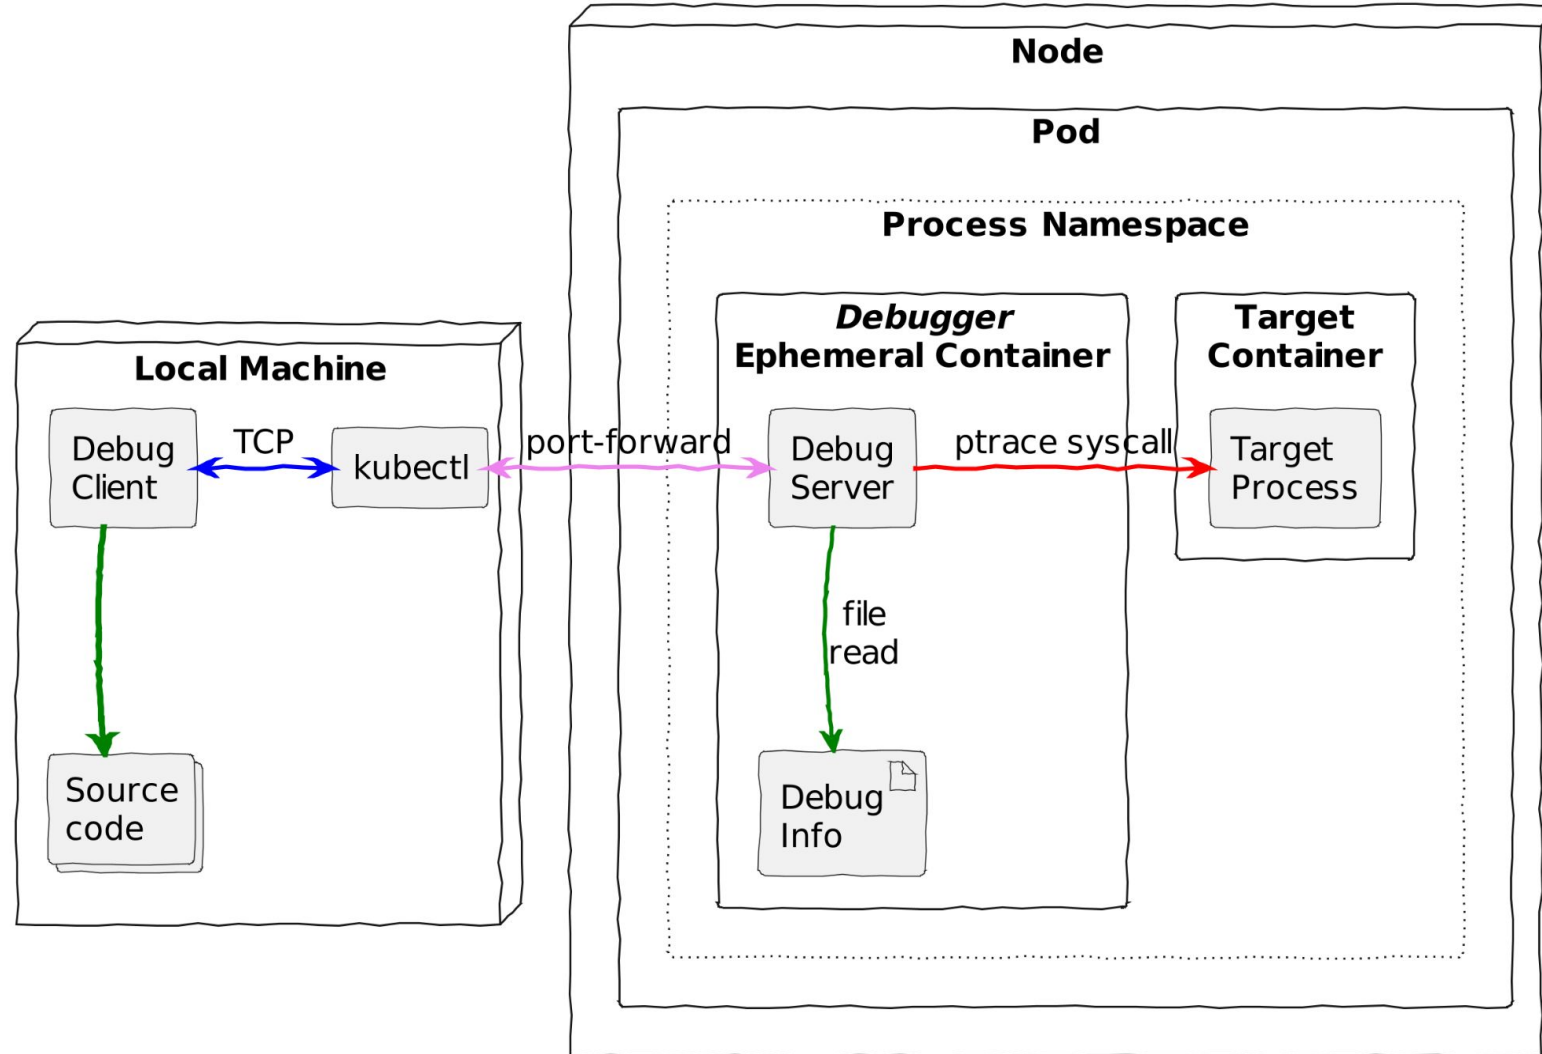 Node
Pod
Process Namespace
Debugger
Ephemeral Container
Target
Container
Local Machine
Debug
Client
TCP
kubectl
port-forward
Debug
Server
ptrace syscall
Target
Process
file
read
Source
code
Debug
Info